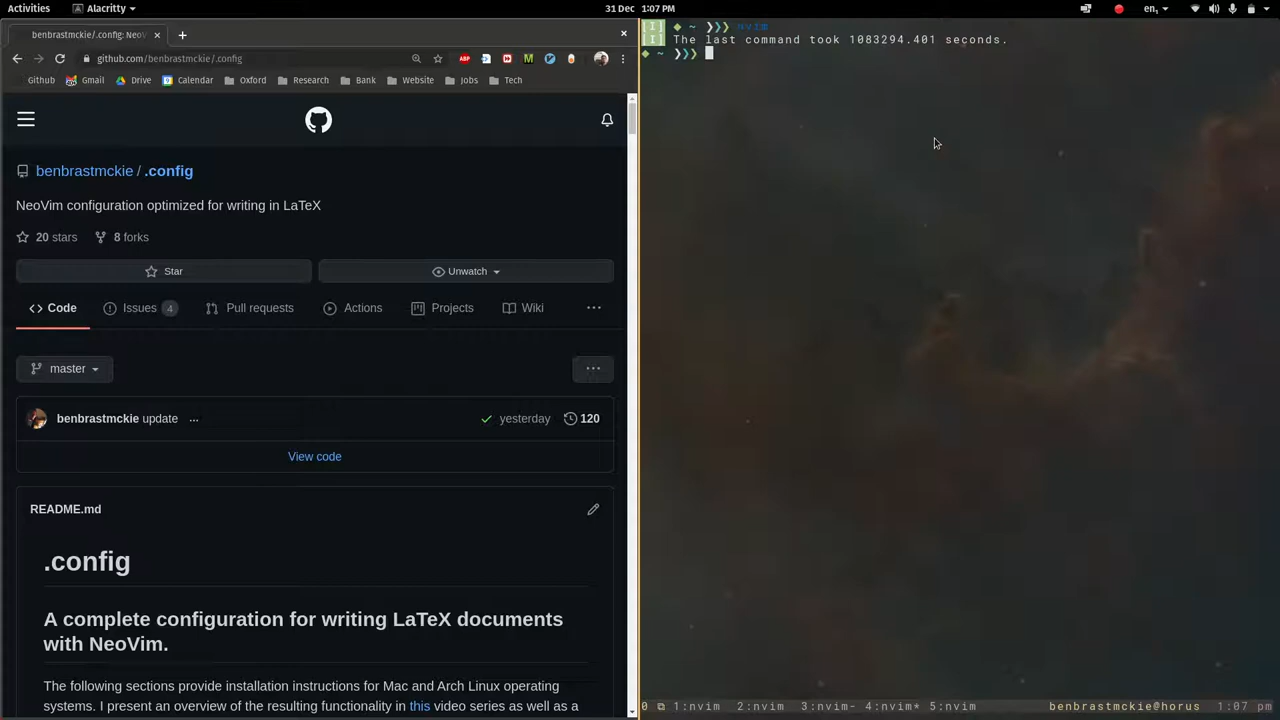 Activities Alacritty 31 Dec 1:07 PM en₁
benbrastmckie/.config: NeoV
github.com/benbrastmckie/.config
Github Gmail Drive Calendar Oxford Research Bank Website Jobs Tech
benbrastmckie / .config
NeoVim configuration optimized for writing in LaTeX
20 stars 8 forks
Star Unwatch
Code Issues 4 Pull requests Actions Projects Wiki ...
master ...
benbrastmckie update ... yesterday 120
View code
README.md
.config
A complete configuration for writing LaTeX documents
with NeoVim.
The following sections provide installation instructions for Mac and Arch Linux operating
systems. I present an overview of the resulting functionality in this video series as well as a
[I] ◆ ~ ❯❯❯ nvim
[I] The last command took 1083294.401 seconds.
◆ ~ ❯❯❯
0 1:nvim 2:nvim 3:nvim- 4:nvim* 5:nvim benbrastmckie@horus 1:07 pm